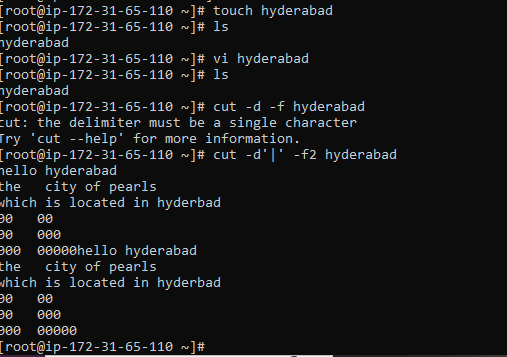 [root@ip-172-31-65-110 ~]# touch hyderabad
[root@ip-172-31-65-110 ~]# ls
hyderabad
[root@ip-172-31-65-110 ~]# vi hyderabad
[root@ip-172-31-65-110 ~]# ls
hyderabad
[root@ip-172-31-65-110 ~]# cut -d -f hyderabad
cut: the delimiter must be a single character
Try 'cut --help' for more information.
[root@ip-172-31-65-110 ~]# cut -d'|' -f2 hyderabad
hello hyderabad
the   city of pearls
which is located in hyderbad
00   00
00   000
000  00000hello hyderabad
the   city of pearls
which is located in hyderbad
00   00
00   000
000  00000
[root@ip-172-31-65-110 ~]#